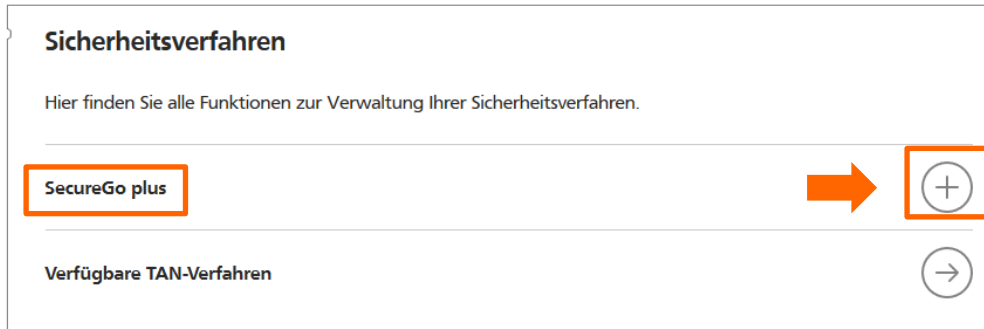 Sicherheitsverfahren
Hier finden Sie alle Funktionen zur Verwaltung Ihrer Sicherheitsverfahren.
SecureGo plus
Verfügbare TAN-Verfahren